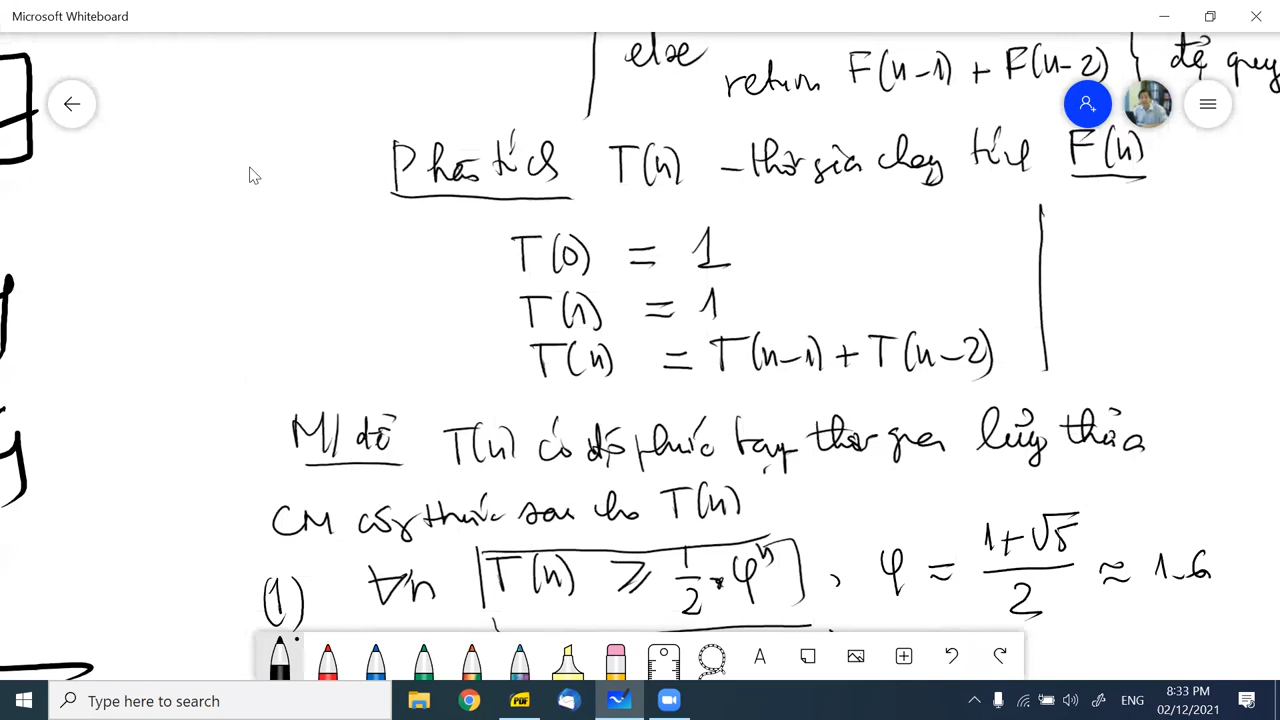 Microsoft Whiteboard
else
return F(n-1) + F(n-2) } đệ quy
Phân tích T(n) - thời gian chạy tính F(n)
T(0) = 1
T(1) = 1
T(n) = T(n-1) + T(n-2)
M/đề T(n) có độ phức tạp thời gian lũy thừa
CM công thức sau cho T(n)
(1) ∀n T(n) ≥ 1/2 · φ^n , φ = (1+√5)/2 ≈ 1.6
A
Type here to search
PDF
ENG
8:33 PM
02/12/2021